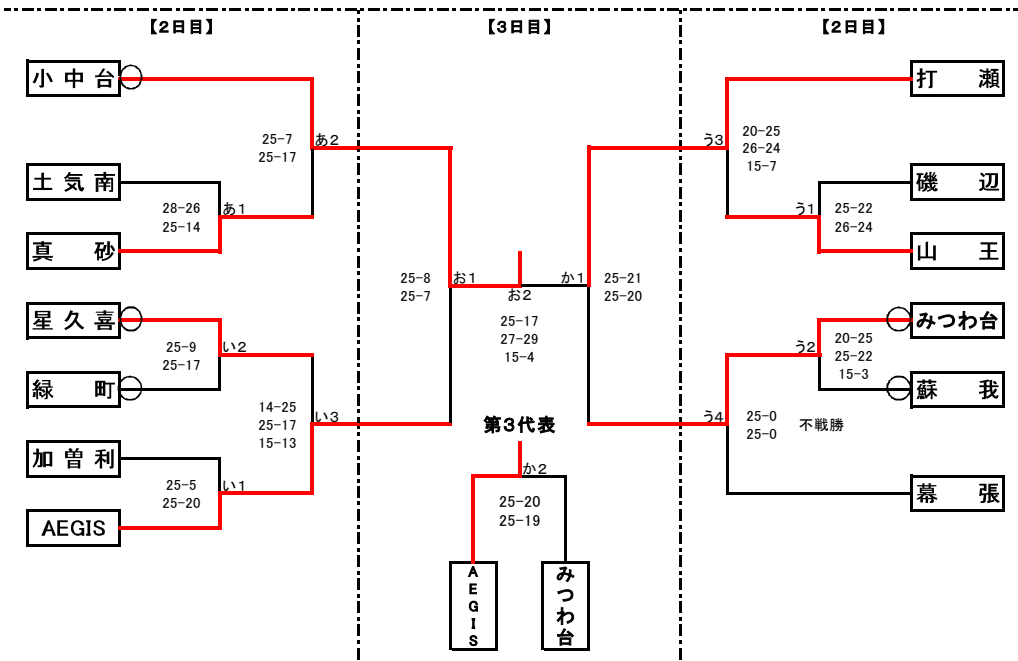 【2日目】
【3日目】
【2日目】
小中台
土気南
真砂
星久喜
緑町
加曽利
AEGIS
25-7
25-17
あ2
28-26
25-14
あ1
25-9
25-17
い2
14-25
25-17
15-13
い3
25-5
25-20
い1
25-8
25-7
お1
お2
25-17
27-29
15-4
か1
25-21
25-20
第3代表
か2
25-20
25-19
AEGIS
みつわ台
う3
20-25
26-24
15-7
う1
25-22
26-24
う2
20-25
25-22
15-3
う4
25-0
25-0
不戦勝
打瀬
磯辺
山王
みつわ台
蘇我
幕張